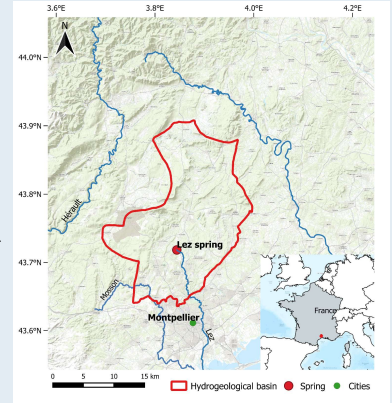 3.6°E 3.8°E 4.0°E 4.2°E
N
44.0°N
43.9°N
43.8°N
Hérault
Lez spring
43.7°N
Mosson
Montpellier
Lez
43.6°N
France
0 5 10 15 km
Hydrogeological basin Spring Cities